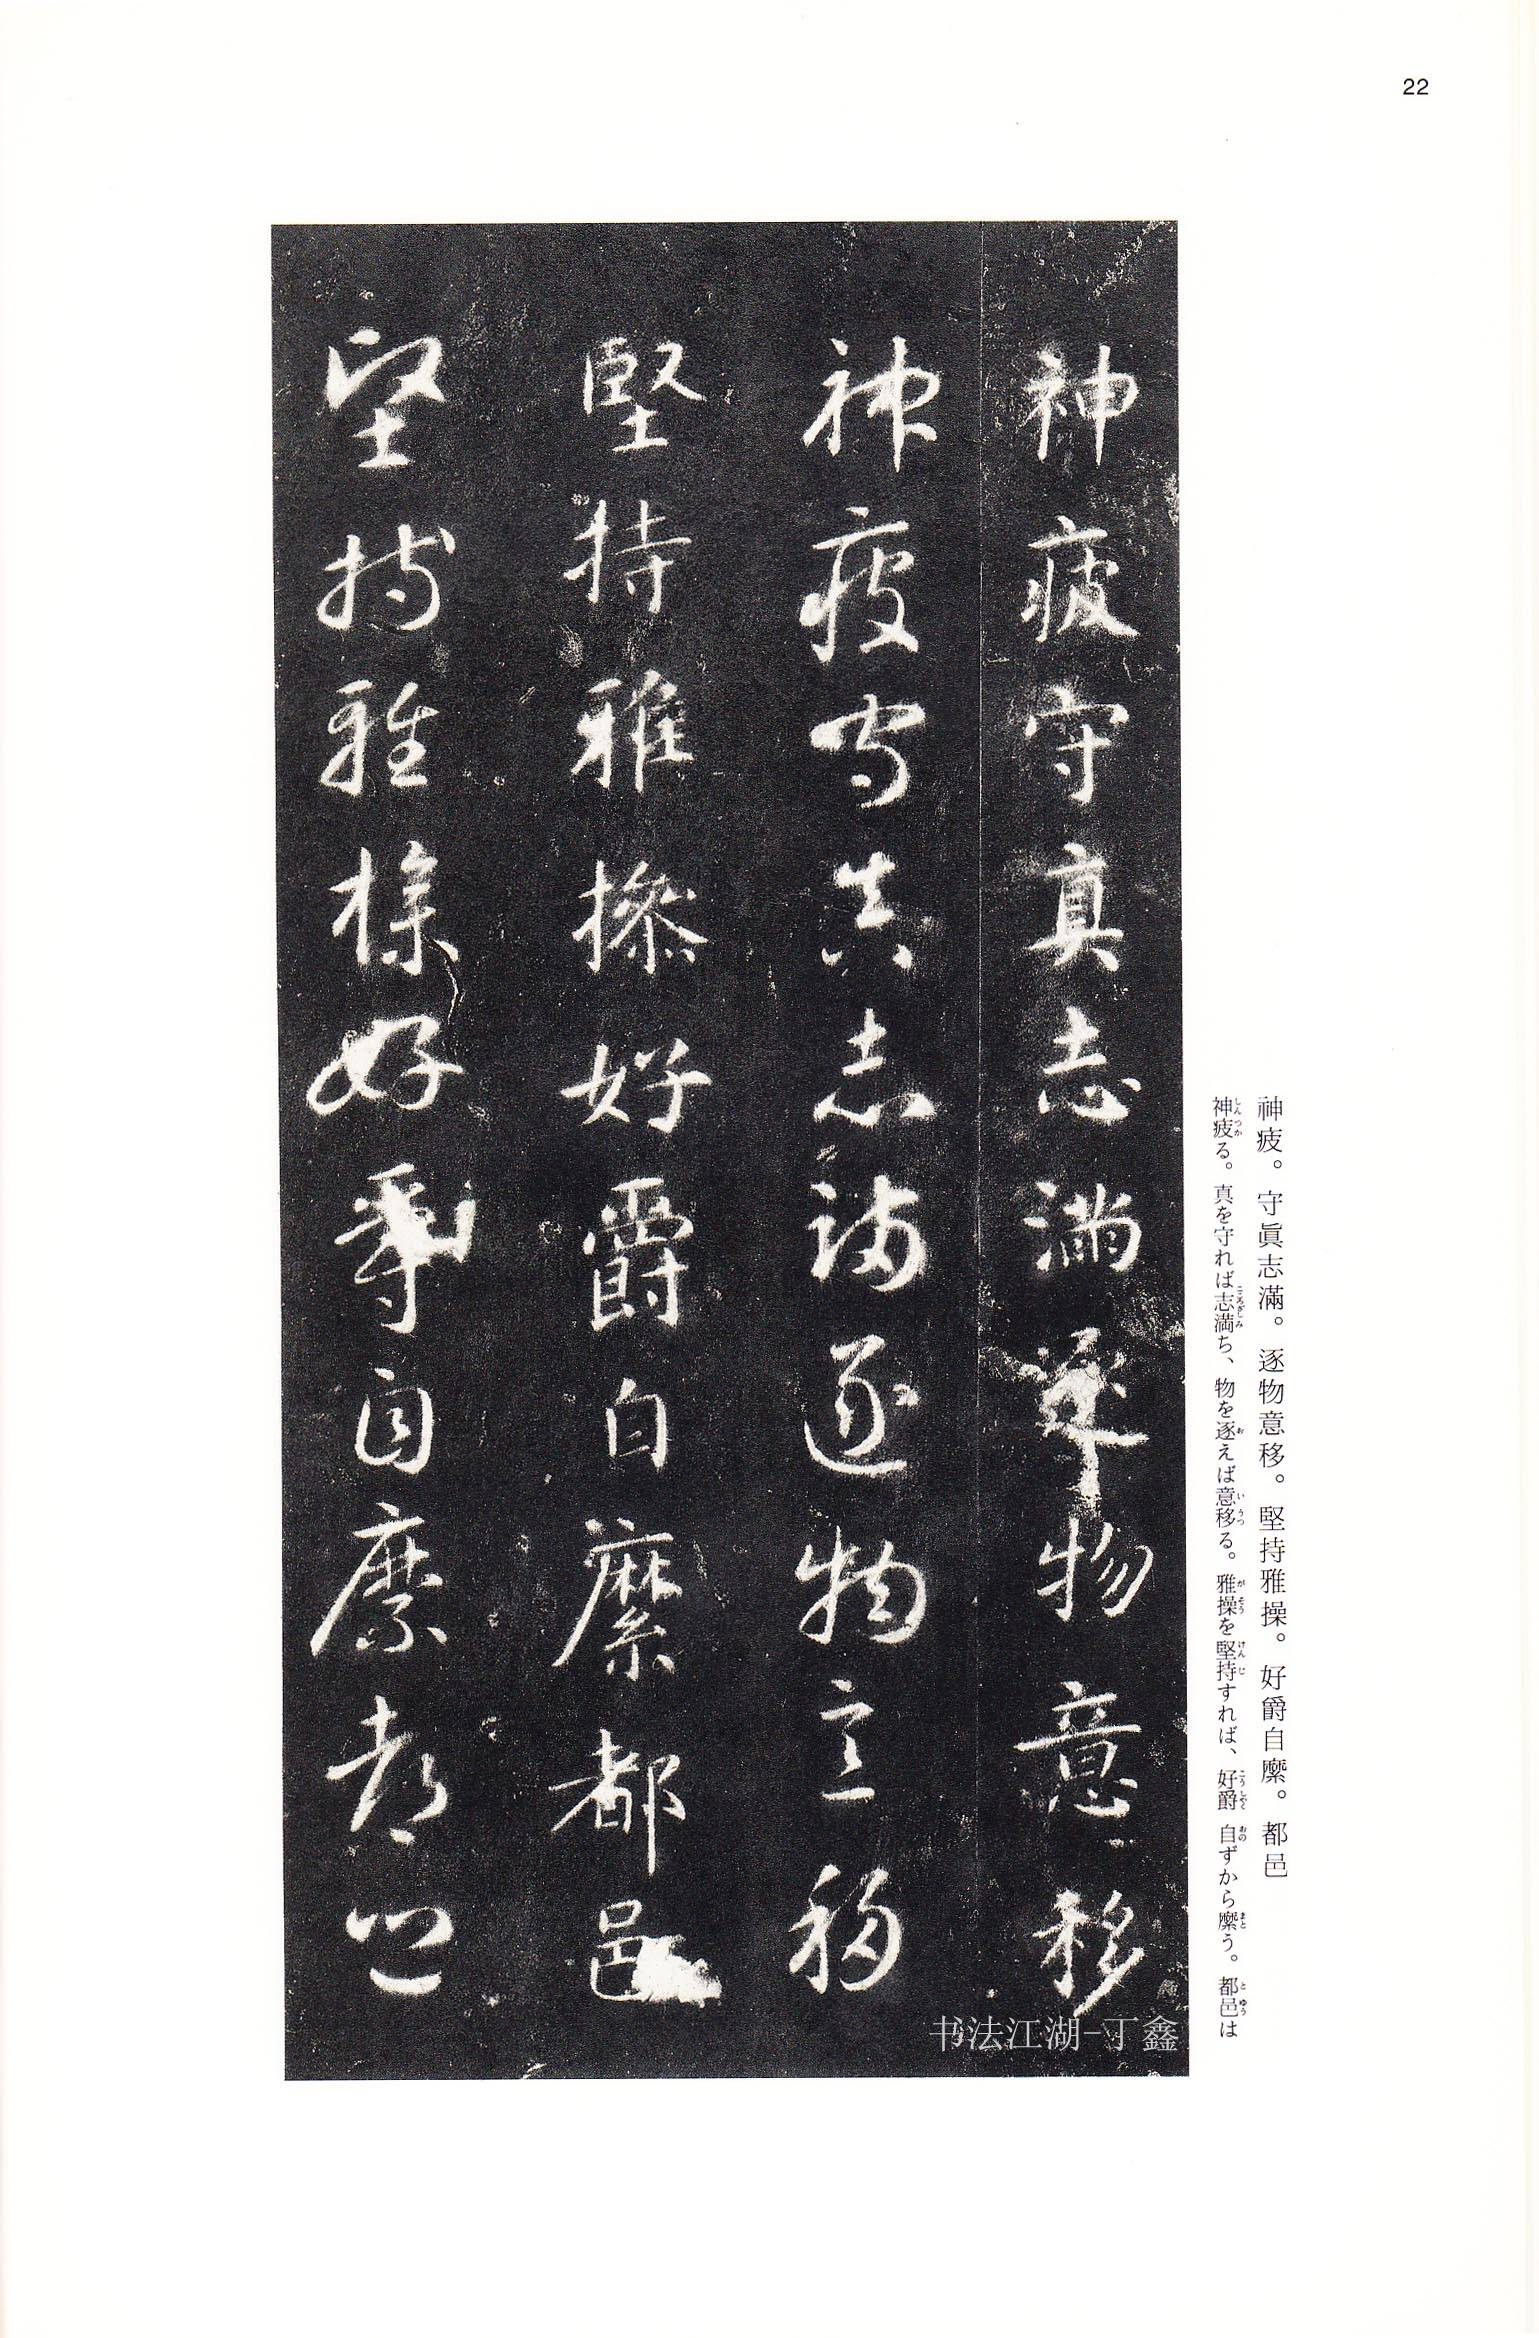 22
神疲守真志滿逐物意移
神疲守真志滿逐物意移
堅持雅操好爵自縻都邑
堅持雅操好爵自縻都邑
神疲。守眞志滿。逐物意移。堅持雅操。好爵自縻。都邑
神疲る。真を守れば志満ち、物を逐えば意移る。雅操を堅持すれば、好爵自ずから縻う。都邑は
书法江湖-丁鑫